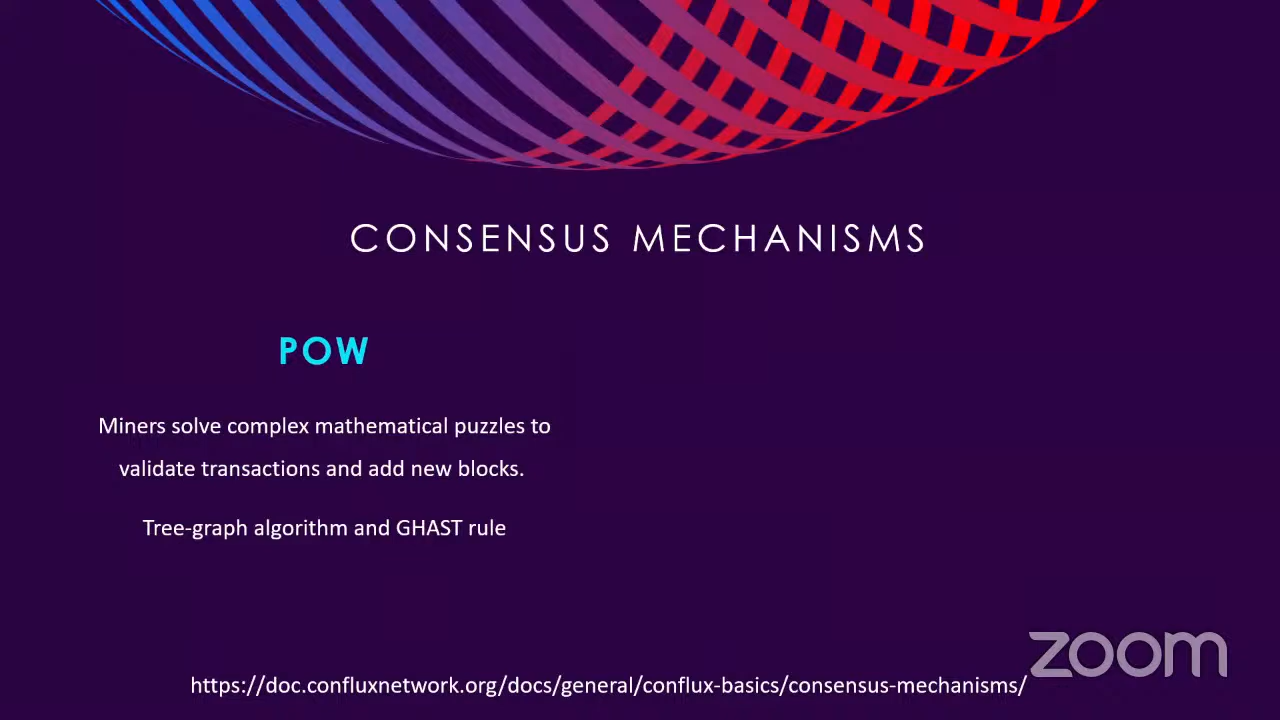 CONSENSUS MECHANISMS
POW
Miners solve complex mathematical puzzles to
validate transactions and add new blocks.
Tree-graph algorithm and GHAST rule
zoom
https://doc.confluxnetwork.org/docs/general/conflux-basics/consensus-mechanisms/